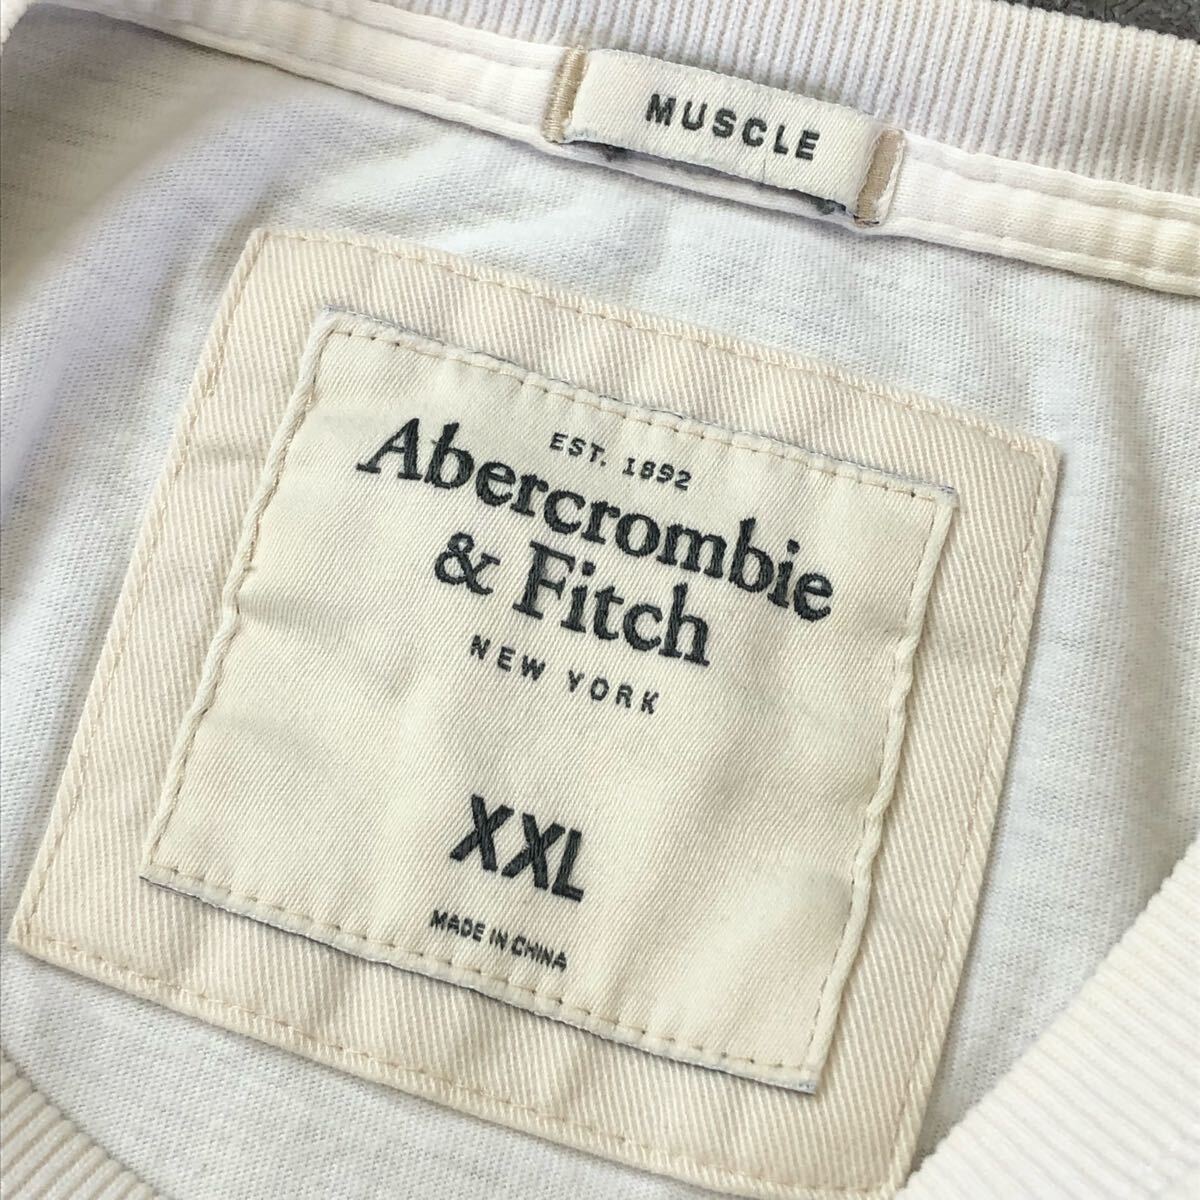 MUSCLE
EST. 1892
Abercrombie
& Fitch
NEW YORK
XXL
MADE IN CHINA